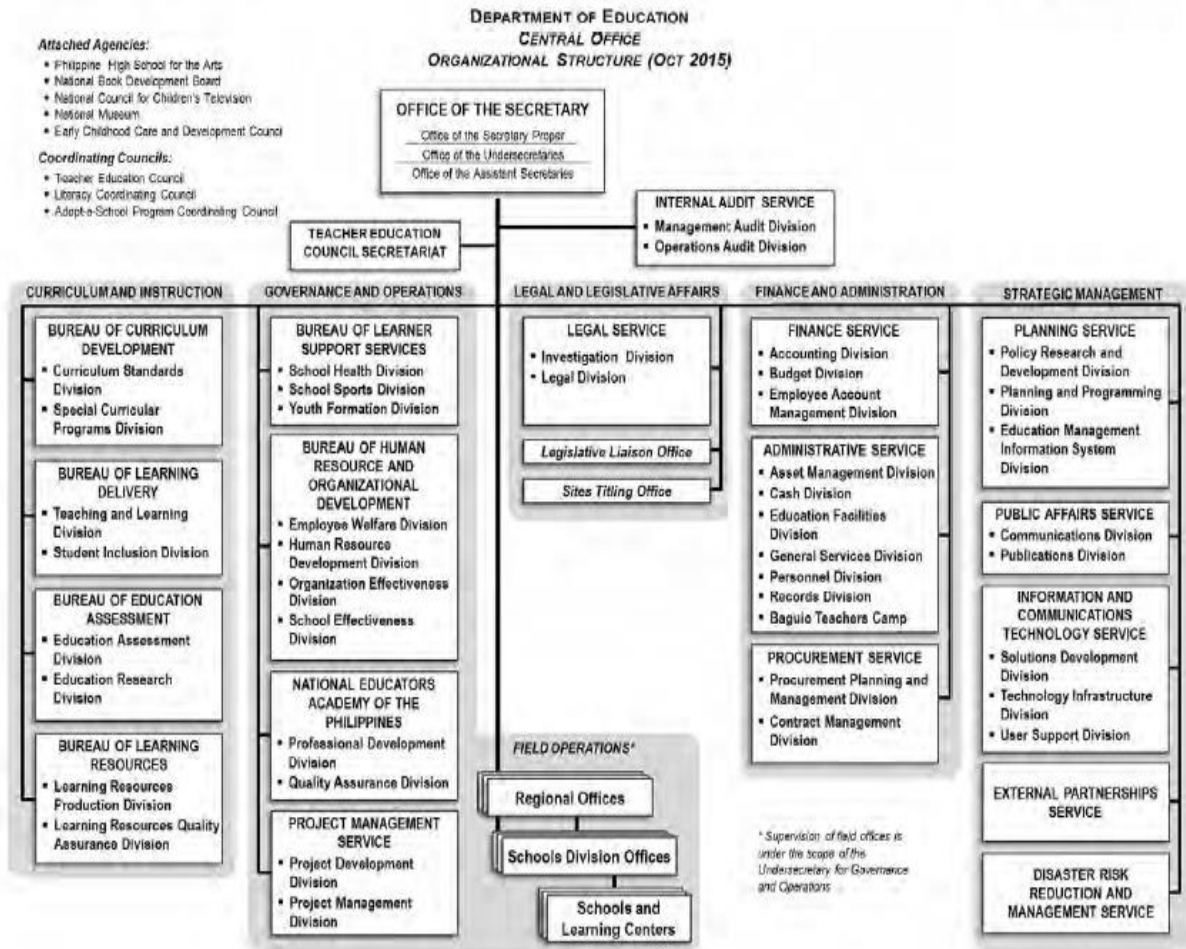 DEPARTMENT OF EDUCATION
CENTRAL OFFICE
ORGANIZATIONAL STRUCTURE (OCT 2015)
Attached Agencies:
▪ Philippine High School for the Arts
▪ National Book Development Board
▪ National Council for Children's Television
▪ National Museum
▪ Early Childhood Care and Development Council
Coordinating Councils:
▪ Teacher Education Council
▪ Literacy Coordinating Council
▪ Adopt-a-School Program Coordinating Council
OFFICE OF THE SECRETARY
Office of the Secretary Proper
Office of the Undersecretaries
Office of the Assistant Secretaries
TEACHER EDUCATION
COUNCIL SECRETARIAT
INTERNAL AUDIT SERVICE
▪ Management Audit Division
▪ Operations Audit Division
CURRICULUM AND INSTRUCTION
BUREAU OF CURRICULUM
DEVELOPMENT
▪ Curriculum Standards
Division
▪ Special Curricular
Programs Division
BUREAU OF LEARNING
DELIVERY
▪ Teaching and Learning
Division
▪ Student Inclusion Division
BUREAU OF EDUCATION
ASSESSMENT
▪ Education Assessment
Division
▪ Education Research
Division
BUREAU OF LEARNING
RESOURCES
▪ Learning Resources
Production Division
▪ Learning Resources Quality
Assurance Division
GOVERNANCE AND OPERATIONS
BUREAU OF LEARNER
SUPPORT SERVICES
▪ School Health Division
▪ School Sports Division
▪ Youth Formation Division
BUREAU OF HUMAN
RESOURCE AND
ORGANIZATIONAL
DEVELOPMENT
▪ Employee Welfare Division
▪ Human Resource
Development Division
▪ Organization Effectiveness
Division
▪ School Effectiveness
Division
NATIONAL EDUCATORS
ACADEMY OF THE
PHILIPPINES
▪ Professional Development
Division
▪ Quality Assurance Division
PROJECT MANAGEMENT
SERVICE
▪ Project Development
Division
▪ Project Management
Division
LEGAL AND LEGISLATIVE AFFAIRS
LEGAL SERVICE
▪ Investigation Division
▪ Legal Division
Legislative Liaison Office
Sites Titling Office
FIELD OPERATIONS*
Regional Offices
Schools Division Offices
Schools and
Learning Centers
FINANCE AND ADMINISTRATION
FINANCE SERVICE
▪ Accounting Division
▪ Budget Division
▪ Employee Account
Management Division
ADMINISTRATIVE SERVICE
▪ Asset Management Division
▪ Cash Division
▪ Education Facilities
Division
▪ General Services Division
▪ Personnel Division
▪ Records Division
▪ Baguio Teachers Camp
PROCUREMENT SERVICE
▪ Procurement Planning and
Management Division
▪ Contract Management
Division
* Supervision of field offices is
under the scope of the
Undersecretary for Governance
and Operations
STRATEGIC MANAGEMENT
PLANNING SERVICE
▪ Policy Research and
Development Division
▪ Planning and Programming
Division
▪ Education Management
Information System
Division
PUBLIC AFFAIRS SERVICE
▪ Communications Division
▪ Publications Division
INFORMATION AND
COMMUNICATIONS
TECHNOLOGY SERVICE
▪ Solutions Development
Division
▪ Technology Infrastructure
Division
▪ User Support Division
EXTERNAL PARTNERSHIPS
SERVICE
DISASTER RISK
REDUCTION AND
MANAGEMENT SERVICE